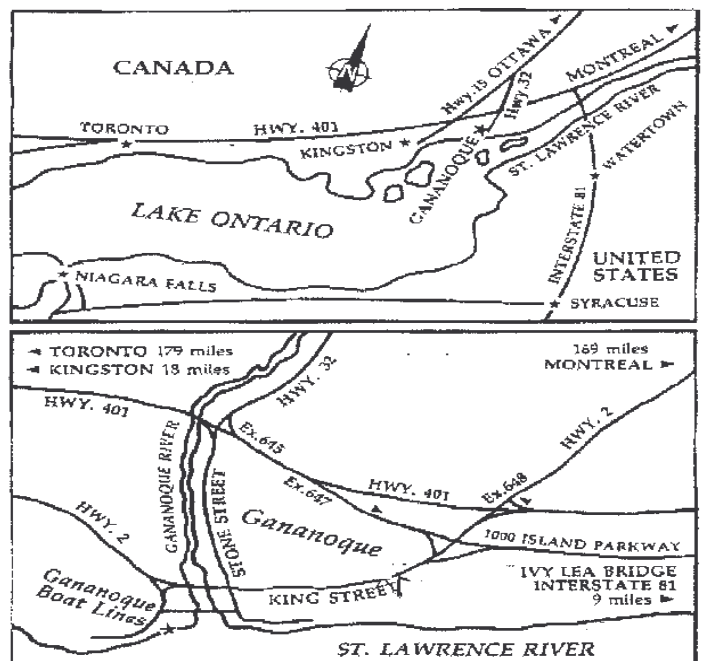 CANADA
N
Hwy.15 OTTAWA
Hwy.32
MONTREAL
TORONTO
HWY. 401
KINGSTON
GANANOQUE
ST. LAWRENCE RIVER
WATERTOWN
LAKE ONTARIO
INTERSTATE 81
UNITED
STATES
NIAGARA FALLS
SYRACUSE
TORONTO 179 miles
KINGSTON 18 miles
169 miles
MONTREAL
HWY. 401
HWY. 32
HWY. 2
GANANOQUE RIVER
Ex.645
STONE STREET
Ex.647
Ex.648
HWY. 401
Gananoque
HWY. 2
1000 ISLAND PARKWAY
Gananoque
Boat Lines
KING STREET
IVY LEA BRIDGE
INTERSTATE 81
9 miles
ST. LAWRENCE RIVER